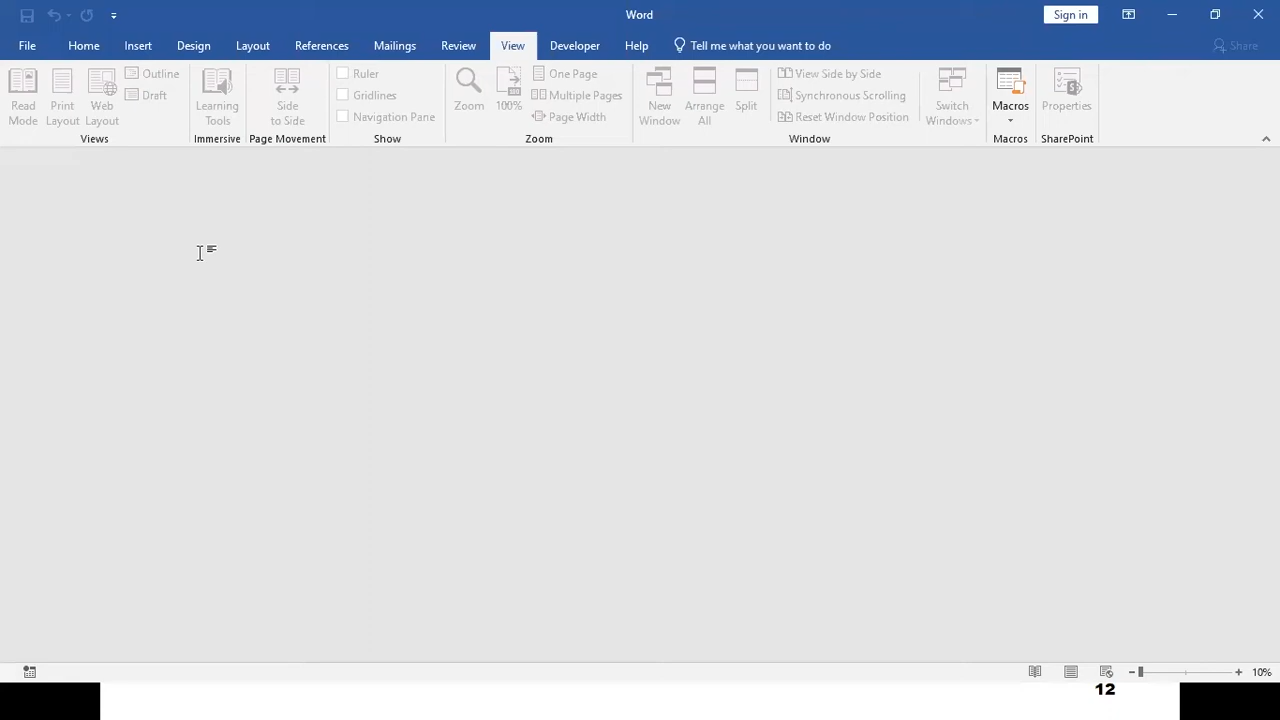 Word
Sign in
File Home Insert Design Layout References Mailings Review View Developer Help Tell me what you want to do Share
Read Mode
Print Layout
Web Layout
Outline
Draft
Views
Learning Tools
Immersive
Side to Side
Page Movement
Ruler
Gridlines
Navigation Pane
Show
Zoom
100%
One Page
Multiple Pages
Page Width
Zoom
New Window
Arrange All
Split
View Side by Side
Synchronous Scrolling
Reset Window Position
Switch Windows
Window
Macros
Macros
Properties
SharePoint
10%
12